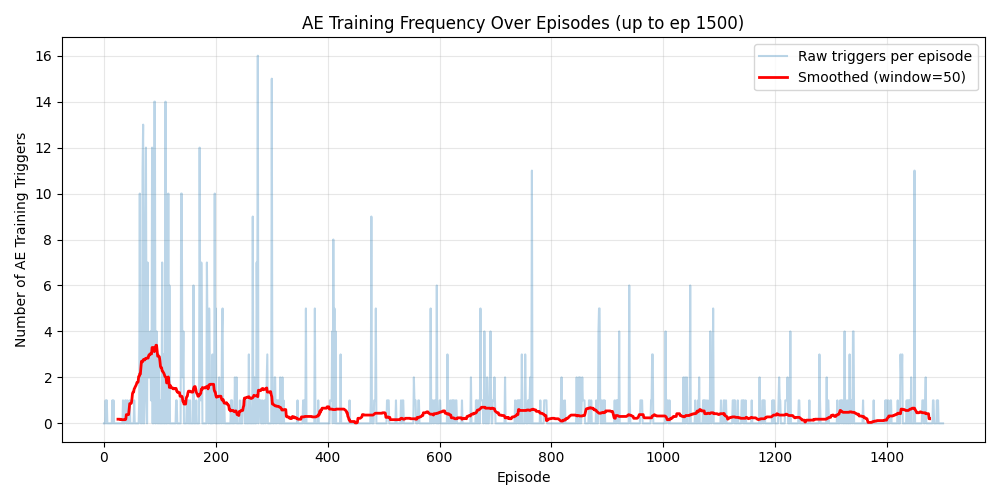 AE Training Frequency Over Episodes (up to ep 1500)
Raw triggers per episode
Smoothed (window=50)
Number of AE Training Triggers
16
14
12
10
8
6
4
2
0
0 200 400 600 800 1000 1200 1400
Episode